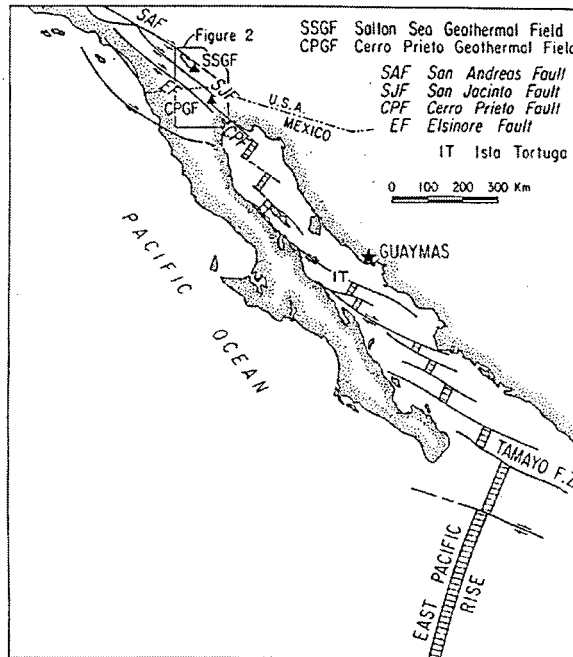 Figure 2
SAF
SSGF
SJF
EF
CPGF
CPF
U.S.A.
MEXICO
SSGF Salton Sea Geothermal Field
CPGF Cerro Prieto Geothermal Field
SAF San Andreas Fault
SJF San Jacinto Fault
CPF Cerro Prieto Fault
EF Elsinore Fault
IT Isla Tortuga
0 100 200 300 Km
GUAYMAS
IT
PACIFIC OCEAN
TAMAYO F.Z
EAST PACIFIC
RISE